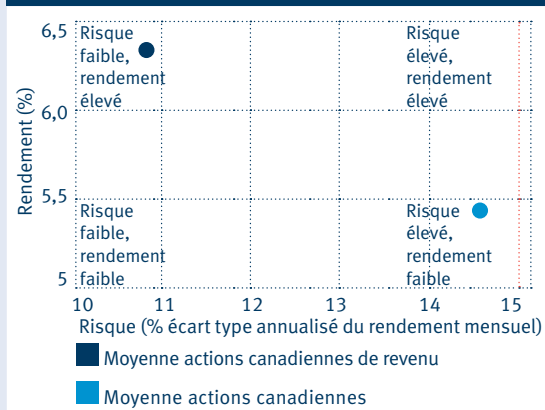 6,5
Risque
faible,
rendement
élevé
Risque
élevé,
rendement
élevé
6,0
Rendement (%)
5,5
Risque
faible,
rendement
faible
Risque
élevé,
rendement
faible
5
10 11 12 13 14 15
Risque (% écart type annualisé du rendement mensuel)
Moyenne actions canadiennes de revenu
Moyenne actions canadiennes